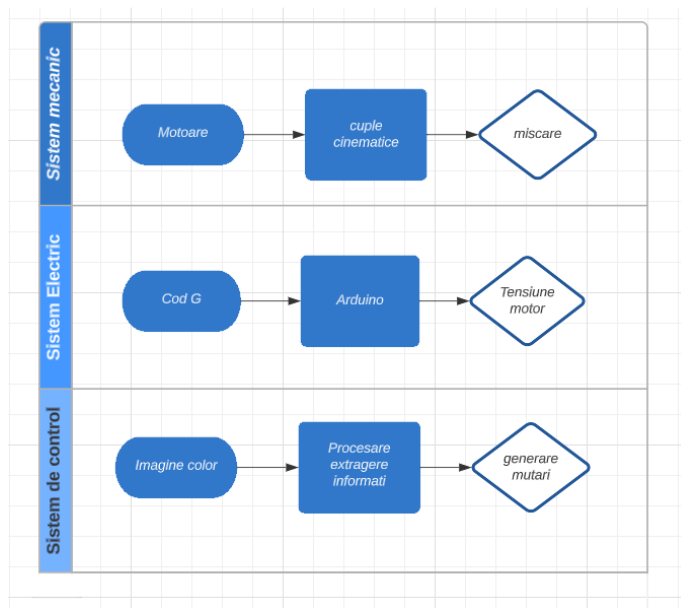 Sistem mecanic
Motoare
cuple
cinematice
miscare
Sistem Electric
Cod G
Arduino
Tensiune
motor
Sistem de control
Imagine color
Procesare
extragere
informati
generare
mutari